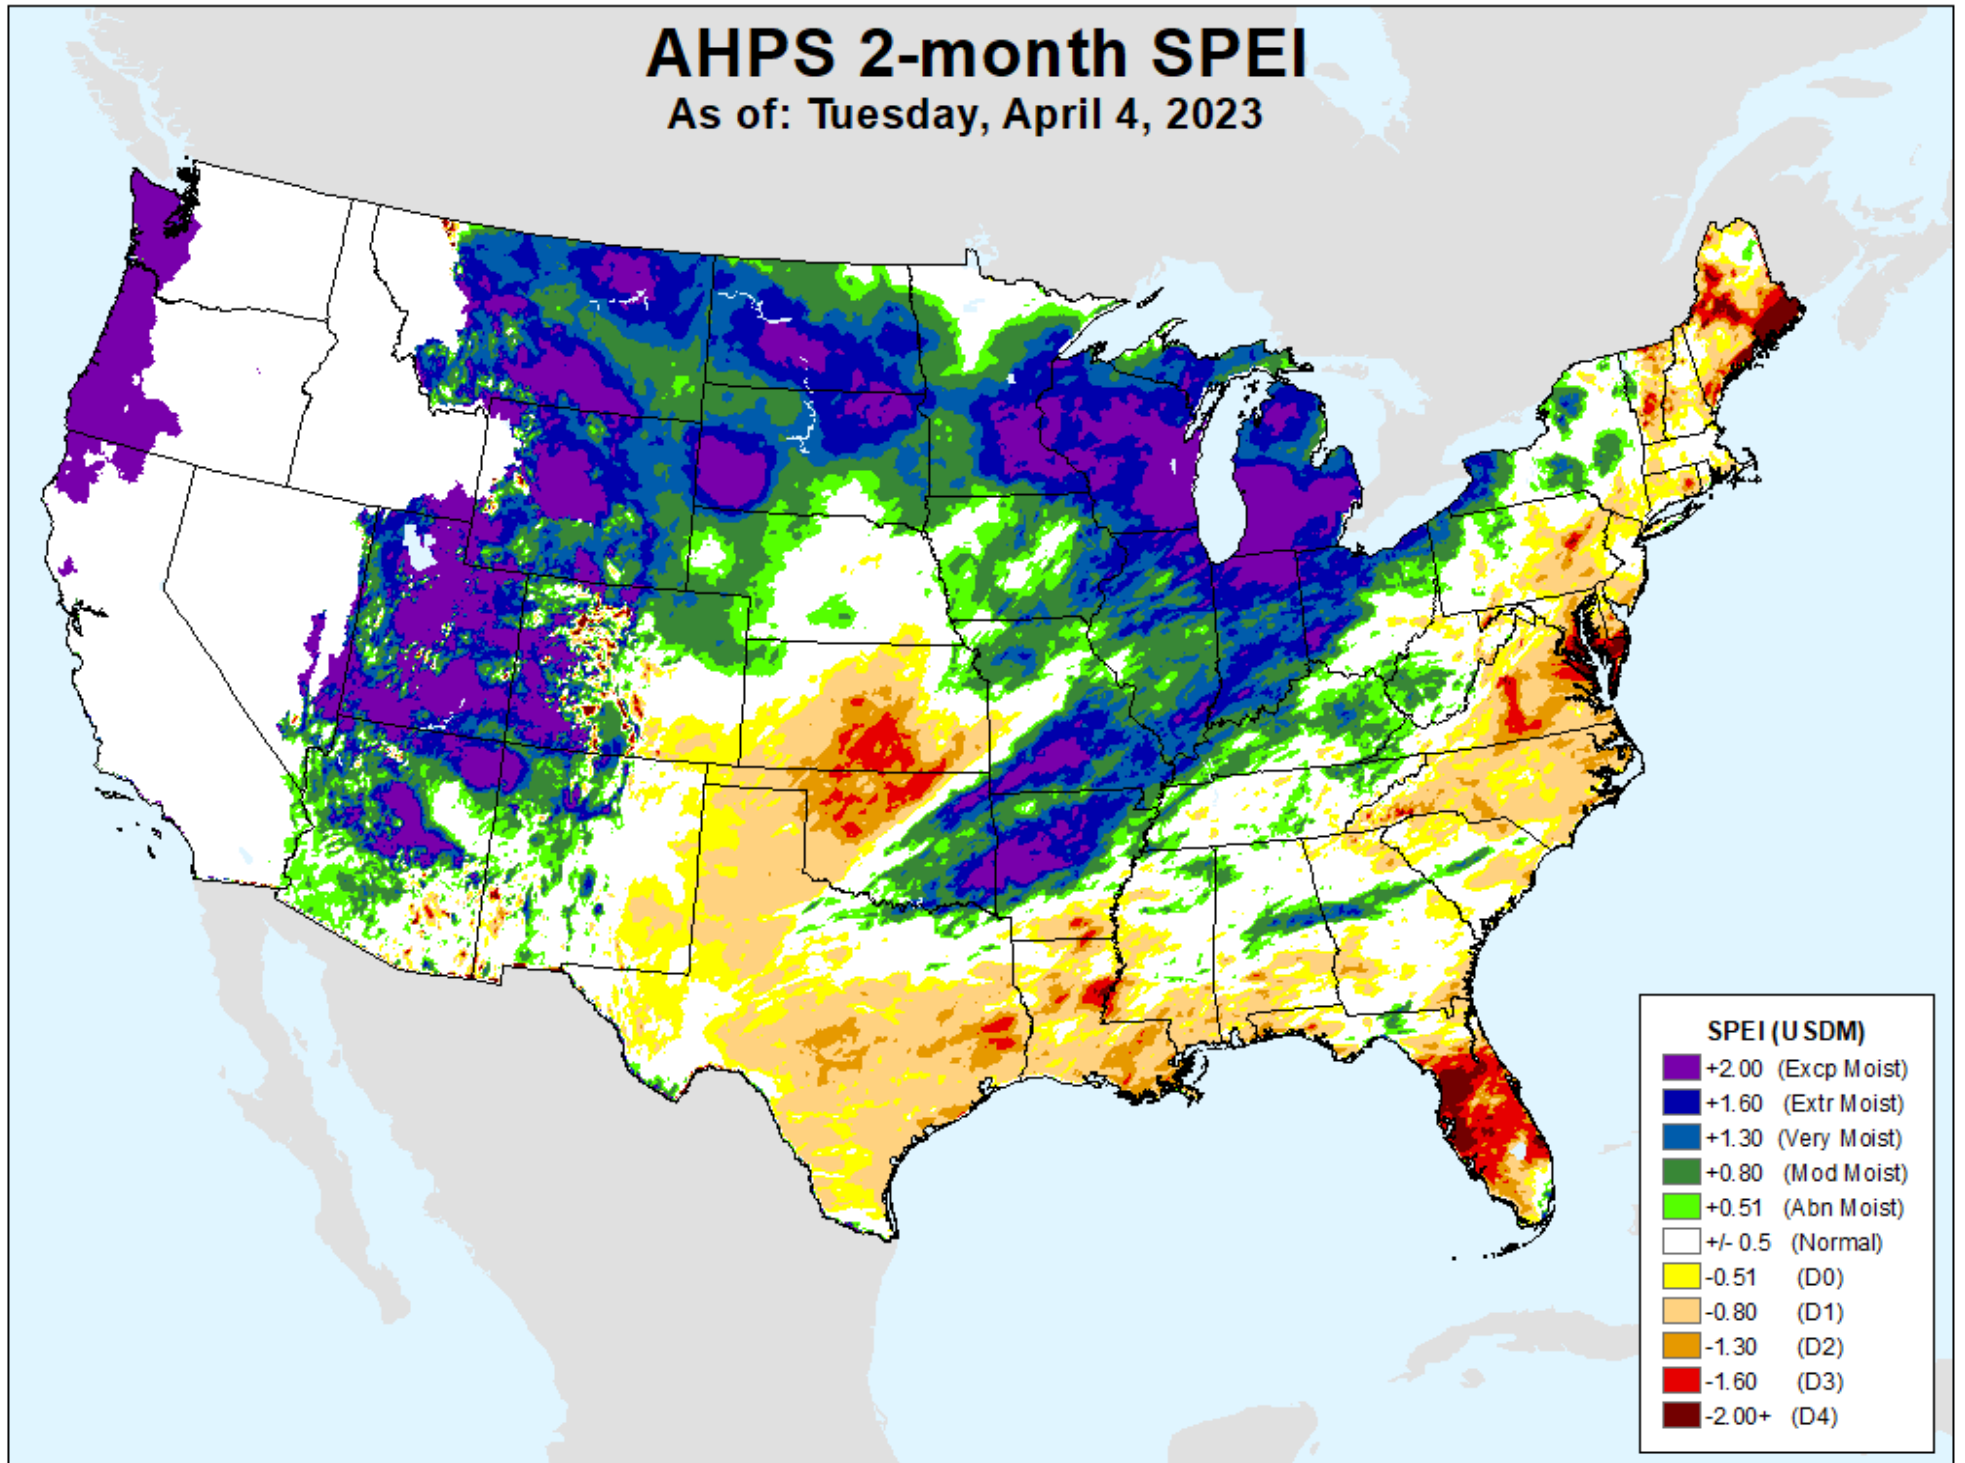 AHPS 2-month SPEI
As of: Tuesday, April 4, 2023
SPEI (USDM)
+2.00 (Excp Moist)
+1.60 (Extr Moist)
+1.30 (Very Moist)
+0.80 (Mod Moist)
+0.51 (Abn Moist)
+/- 0.5 (Normal)
-0.51 (D0)
-0.80 (D1)
-1.30 (D2)
-1.60 (D3)
-2.00+ (D4)